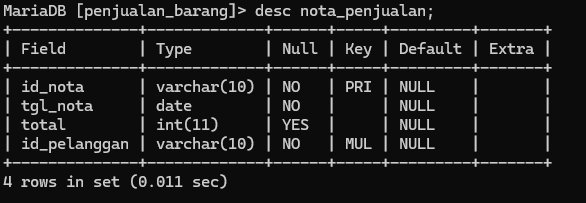 MariaDB [penjualan_barang]> desc nota_penjualan;
+--------------+-------------+------+-----+---------+-------+
| Field        | Type        | Null | Key | Default | Extra |
+--------------+-------------+------+-----+---------+-------+
| id_nota      | varchar(10) | NO   | PRI | NULL    |       |
| tgl_nota     | date        | NO   |     | NULL    |       |
| total        | int(11)     | YES  |     | NULL    |       |
| id_pelanggan | varchar(10) | NO   | MUL | NULL    |       |
+--------------+-------------+------+-----+---------+-------+
4 rows in set (0.011 sec)